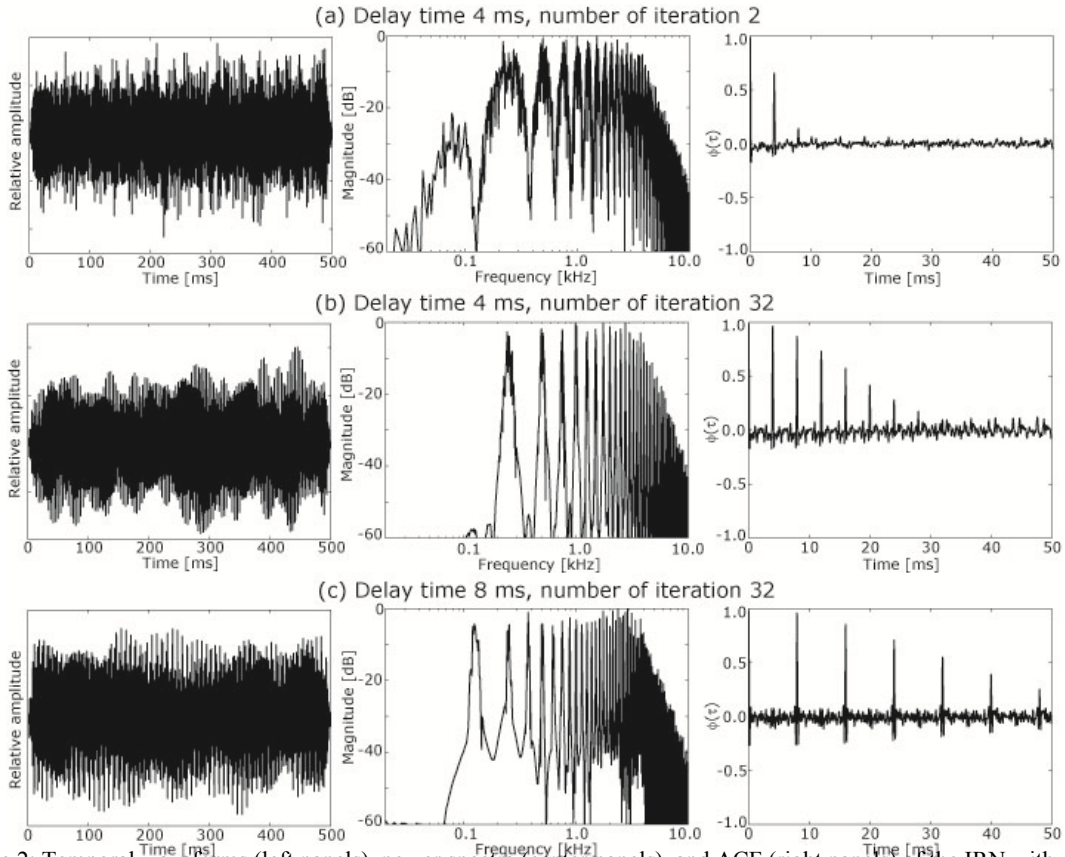 (a) Delay time 4 ms, number of iteration 2
Relative amplitude
0 100 200 300 400 500
Time [ms]
Magnitude [dB]
0
-20
-40
-60
0.1 1.0 10.0
Frequency [kHz]
ϕ(τ)
1.0
0.5
0.0
-0.5
-1.0
0 10 20 30 40 50
Time [ms]
(b) Delay time 4 ms, number of iteration 32
Relative amplitude
0 100 200 300 400 500
Time [ms]
Magnitude [dB]
0
-20
-40
-60
0.1 1.0 10.0
Frequency [kHz]
ϕ(τ)
1.0
0.5
0.0
-0.5
-1.0
0 10 20 30 40 50
Time [ms]
(c) Delay time 8 ms, number of iteration 32
Relative amplitude
0 100 200 300 400 500
Time [ms]
Magnitude [dB]
0
-20
-40
-60
0.1 1.0 10.0
Frequency [kHz]
ϕ(τ)
1.0
0.5
0.0
-0.5
-1.0
0 10 20 30 40 50
Time [ms]
2: Temporal (left panels), and ACF (right panels) of the IRN with